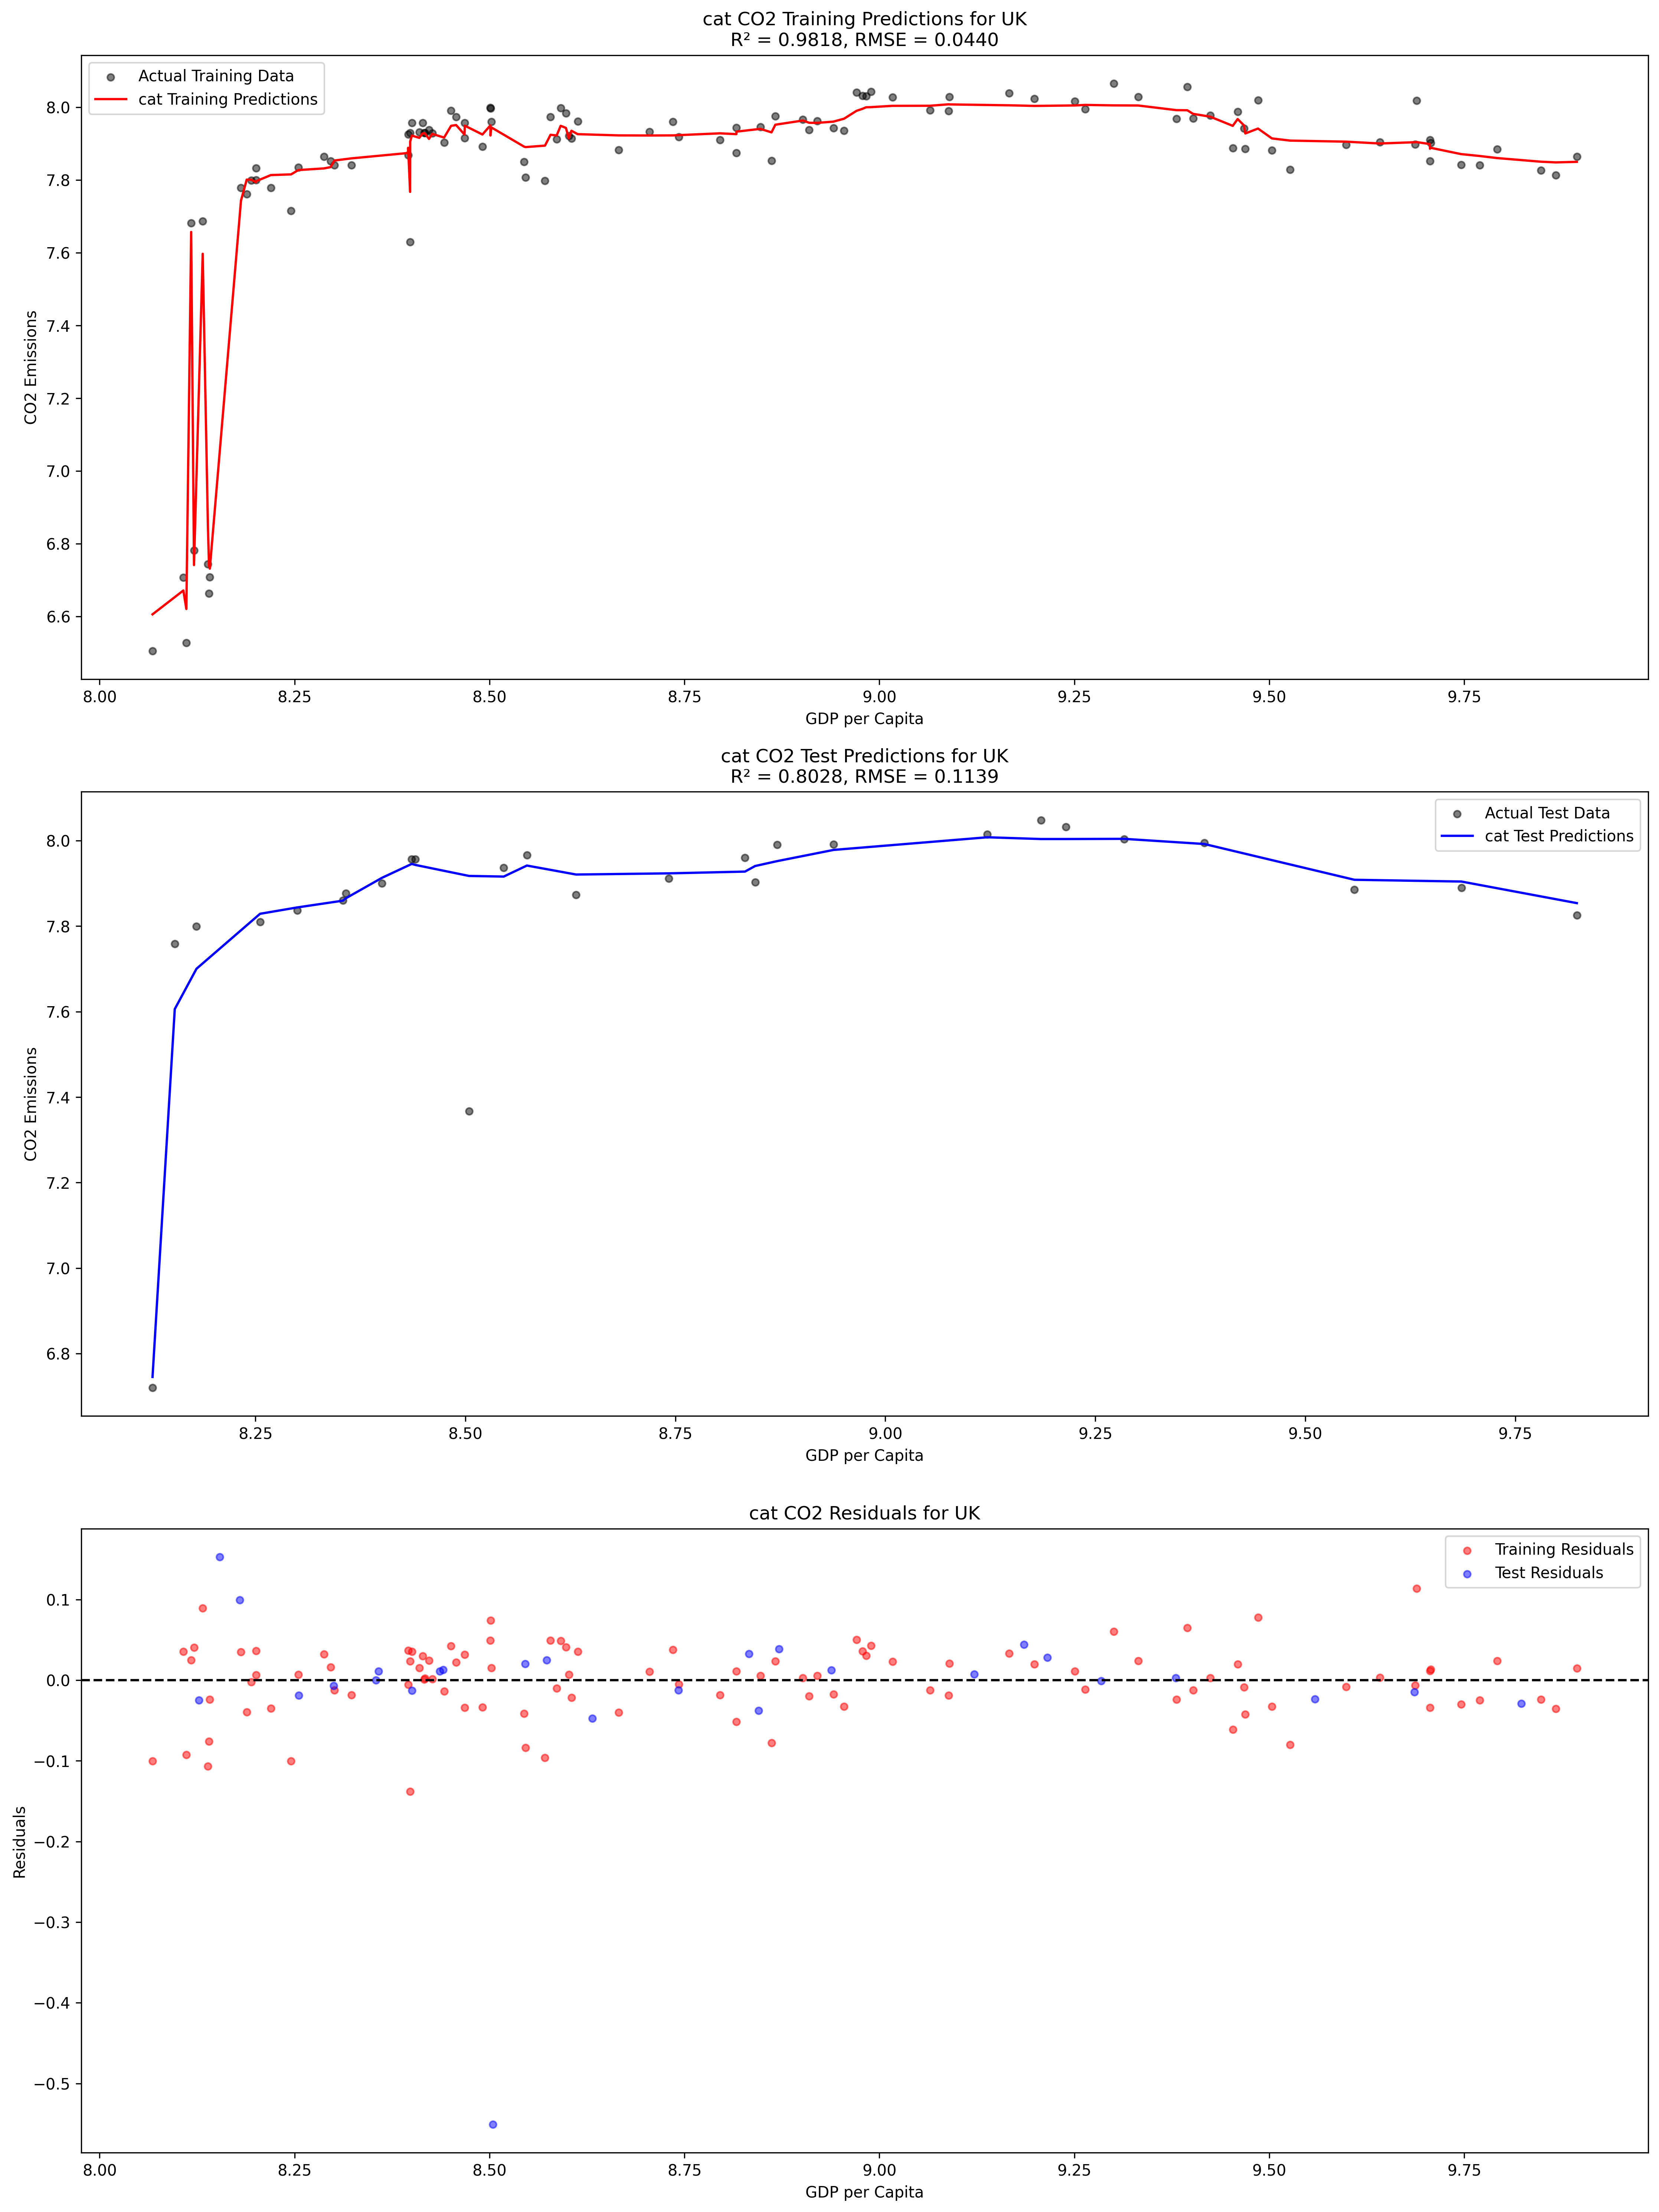 cat CO2 Training Predictions for UK
R² = 0.9818, RMSE = 0.0440
Actual Training Data
cat Training Predictions
8.0
7.8
7.6
7.4
7.2
7.0
6.8
6.6
CO2 Emissions
8.00 8.25 8.50 8.75 9.00 9.25 9.50 9.75
GDP per Capita
cat CO2 Test Predictions for UK
R² = 0.8028, RMSE = 0.1139
Actual Test Data
cat Test Predictions
8.0
7.8
7.6
7.4
7.2
7.0
6.8
CO2 Emissions
8.25 8.50 8.75 9.00 9.25 9.50 9.75
GDP per Capita
cat CO2 Residuals for UK
Training Residuals
Test Residuals
0.1
0.0
−0.1
−0.2
−0.3
−0.4
−0.5
Residuals
8.00 8.25 8.50 8.75 9.00 9.25 9.50 9.75
GDP per Capita